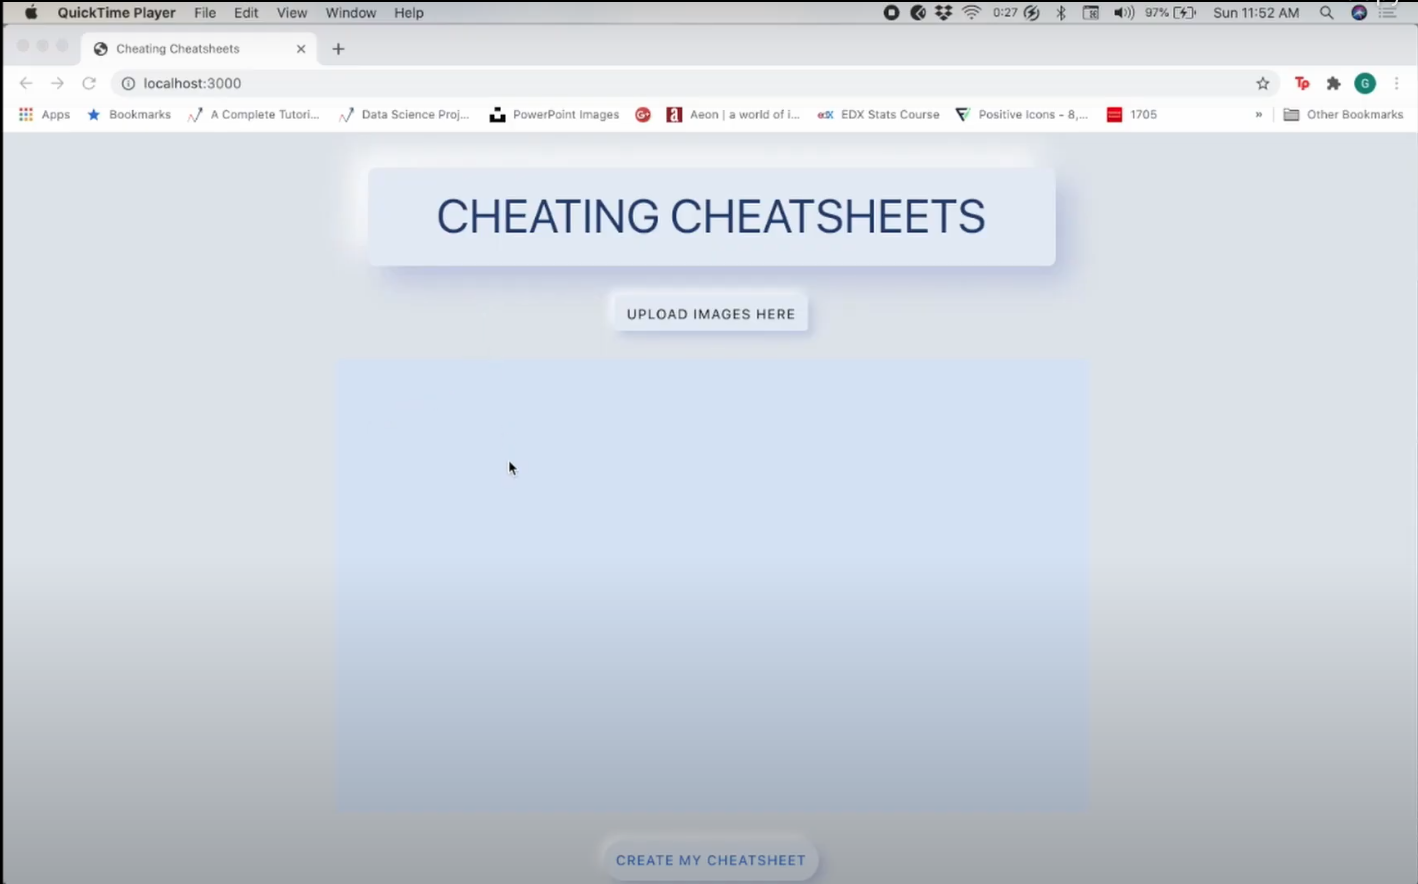 QuickTime Player File Edit View Window Help 0:27 97% Sun 11:52 AM
Cheating Cheatsheets
localhost:3000 Tp G
Apps Bookmarks A Complete Tutori... Data Science Proj... PowerPoint Images G+ a Aeon | a world of i... edX EDX Stats Course Positive Icons - 8,... 1705 » Other Bookmarks
CHEATING CHEATSHEETS
UPLOAD IMAGES HERE
CREATE MY CHEATSHEET